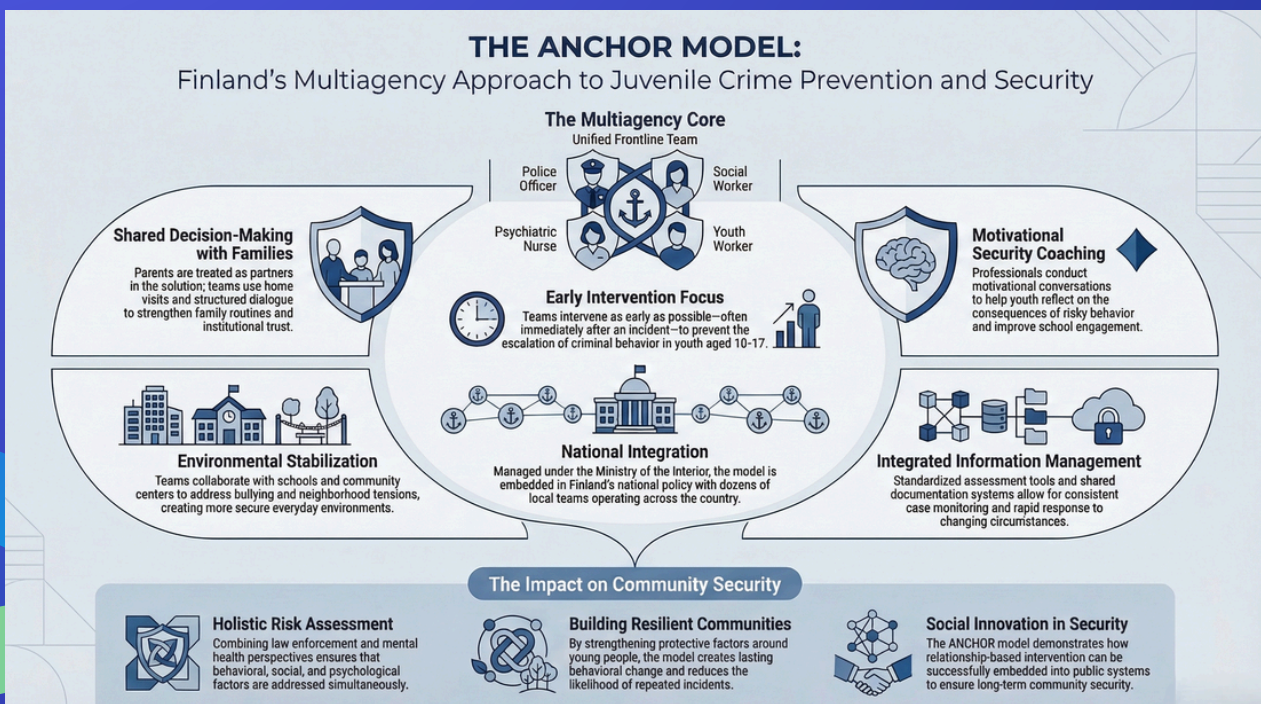 THE ANCHOR MODEL:
Finland's Multiagency Approach to Juvenile Crime Prevention and Security
The Multiagency Core
Unified Frontline Team
Police
Officer
Social
Worker
Psychiatric
Nurse
Youth
Worker
Shared Decision-Making
with Families
Parents are treated as partners
in the solution; teams use home
visits and structured dialogue
to strengthen family routines and
institutional trust.
Early Intervention Focus
Teams intervene as early as possible—often
immediately after an incident—to prevent the
escalation of criminal behavior in youth aged 10-17.
Motivational
Security Coaching
Professionals conduct
motivational conversations
to help youth reflect on the
consequences of risky behavior
and improve school engagement.
Environmental Stabilization
Teams collaborate with schools and community
centers to address bullying and neighborhood tensions,
creating more secure everyday environments.
National Integration
Managed under the Ministry of the Interior, the model is
embedded in Finland's national policy with dozens of
local teams operating across the country.
Integrated Information Management
Standardized assessment tools and shared
documentation systems allow for consistent
case monitoring and rapid response to
changing circumstances.
The Impact on Community Security
Holistic Risk Assessment
Combining law enforcement and mental
health perspectives ensures that
behavioral, social, and psychological
factors are addressed simultaneously.
Building Resilient Communities
By strengthening protective factors around
young people, the model creates lasting
behavioral change and reduces the
likelihood of repeated incidents.
Social Innovation in Security
The ANCHOR model demonstrates how
relationship-based intervention can be
successfully embedded into public systems
to ensure long-term community security.